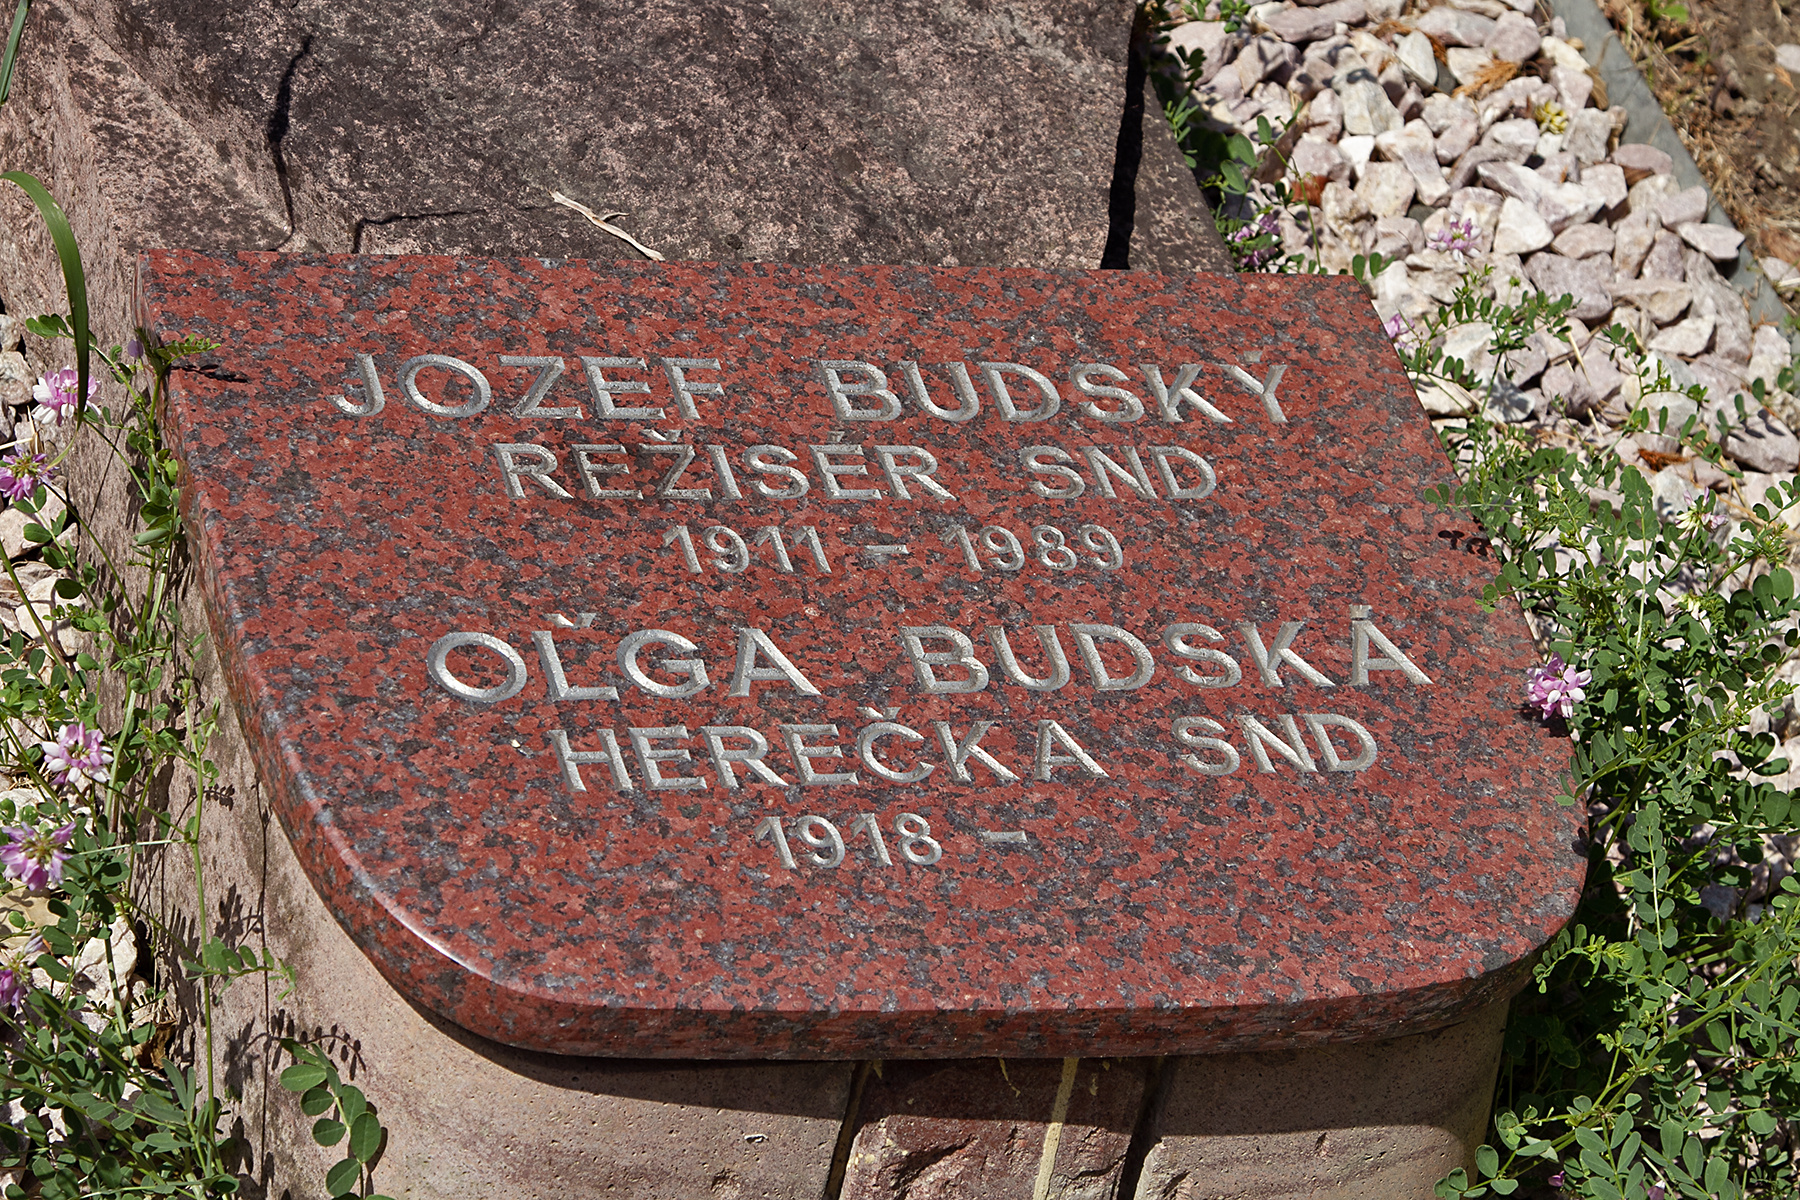 JOZEF BUDSKÝ
REŽISÉR SND
1911 – 1989
OĽGA BUDSKÁ
HEREČKA SND
1918 –